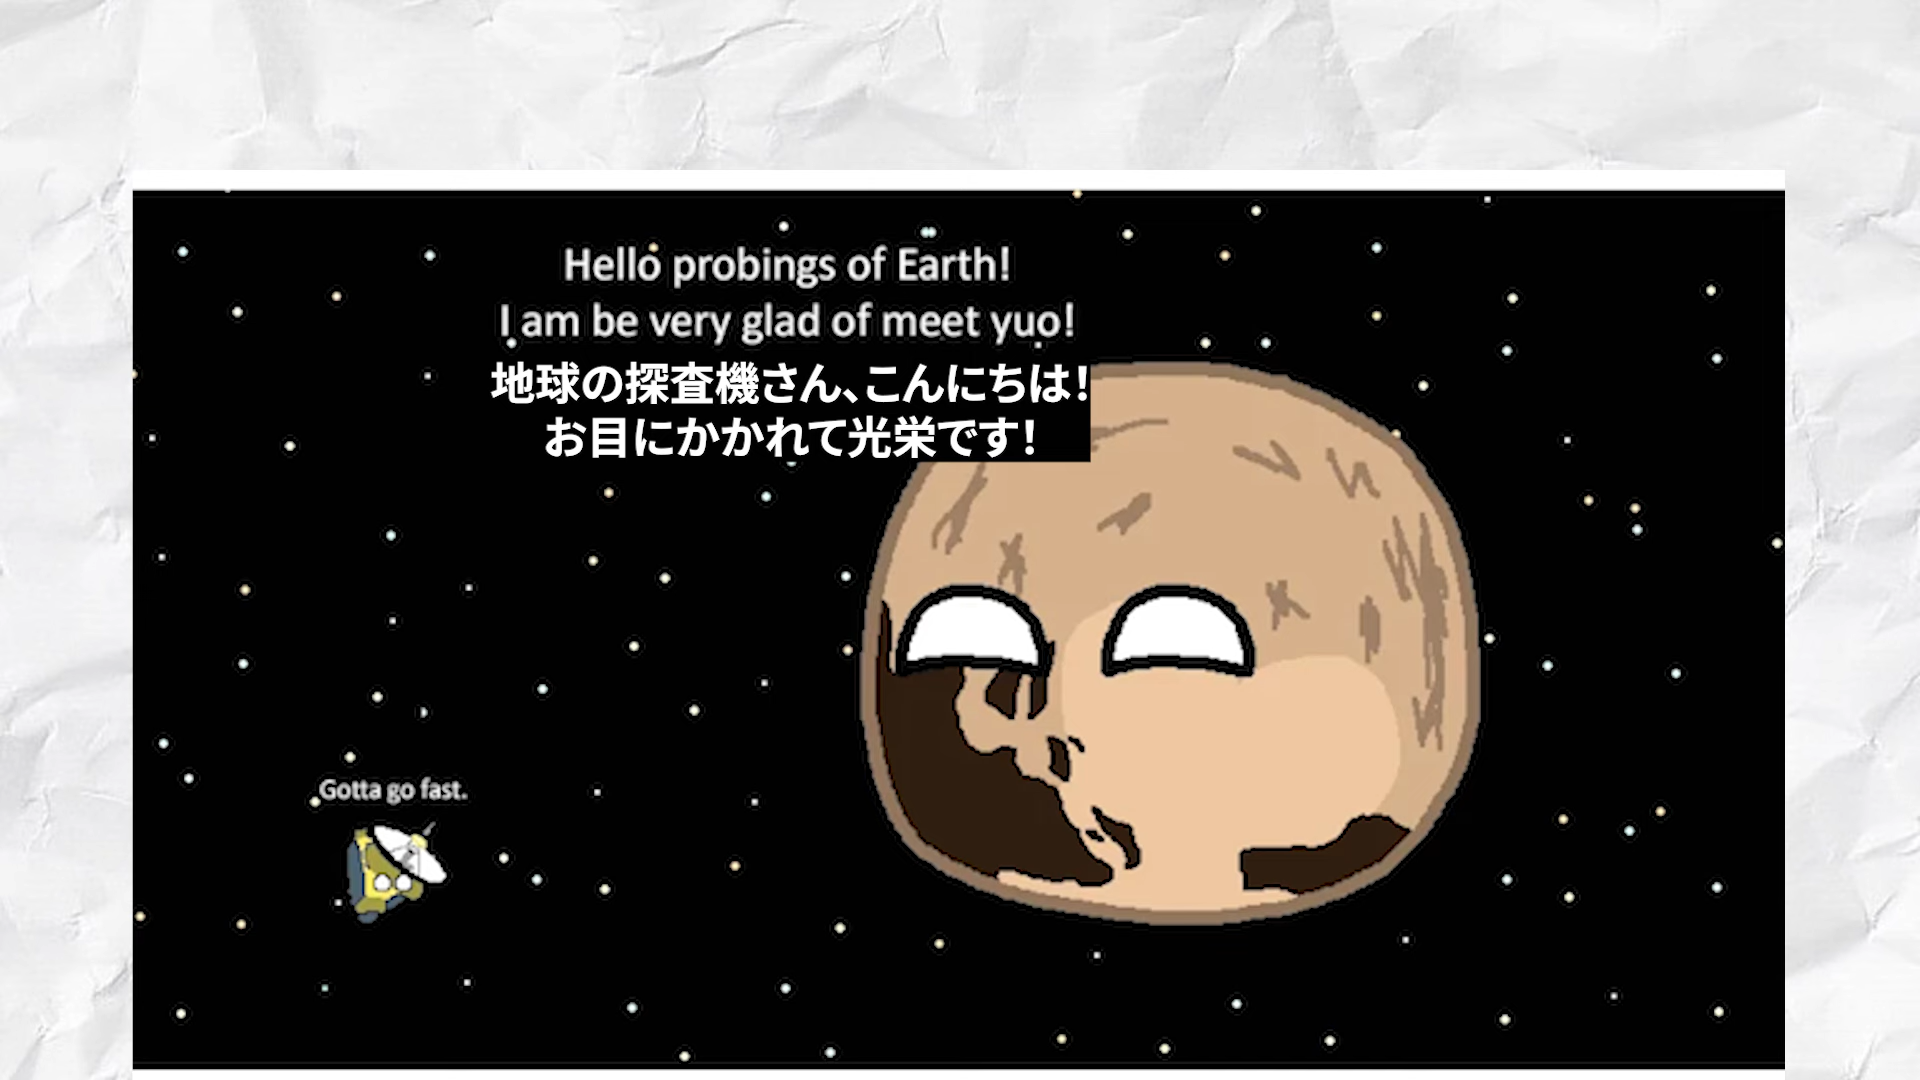 Hello probings of Earth!
I am be very glad of meet yuo!
地球の探査機さん、こんにちは!
お目にかかれて光栄です!
Gotta go fast.